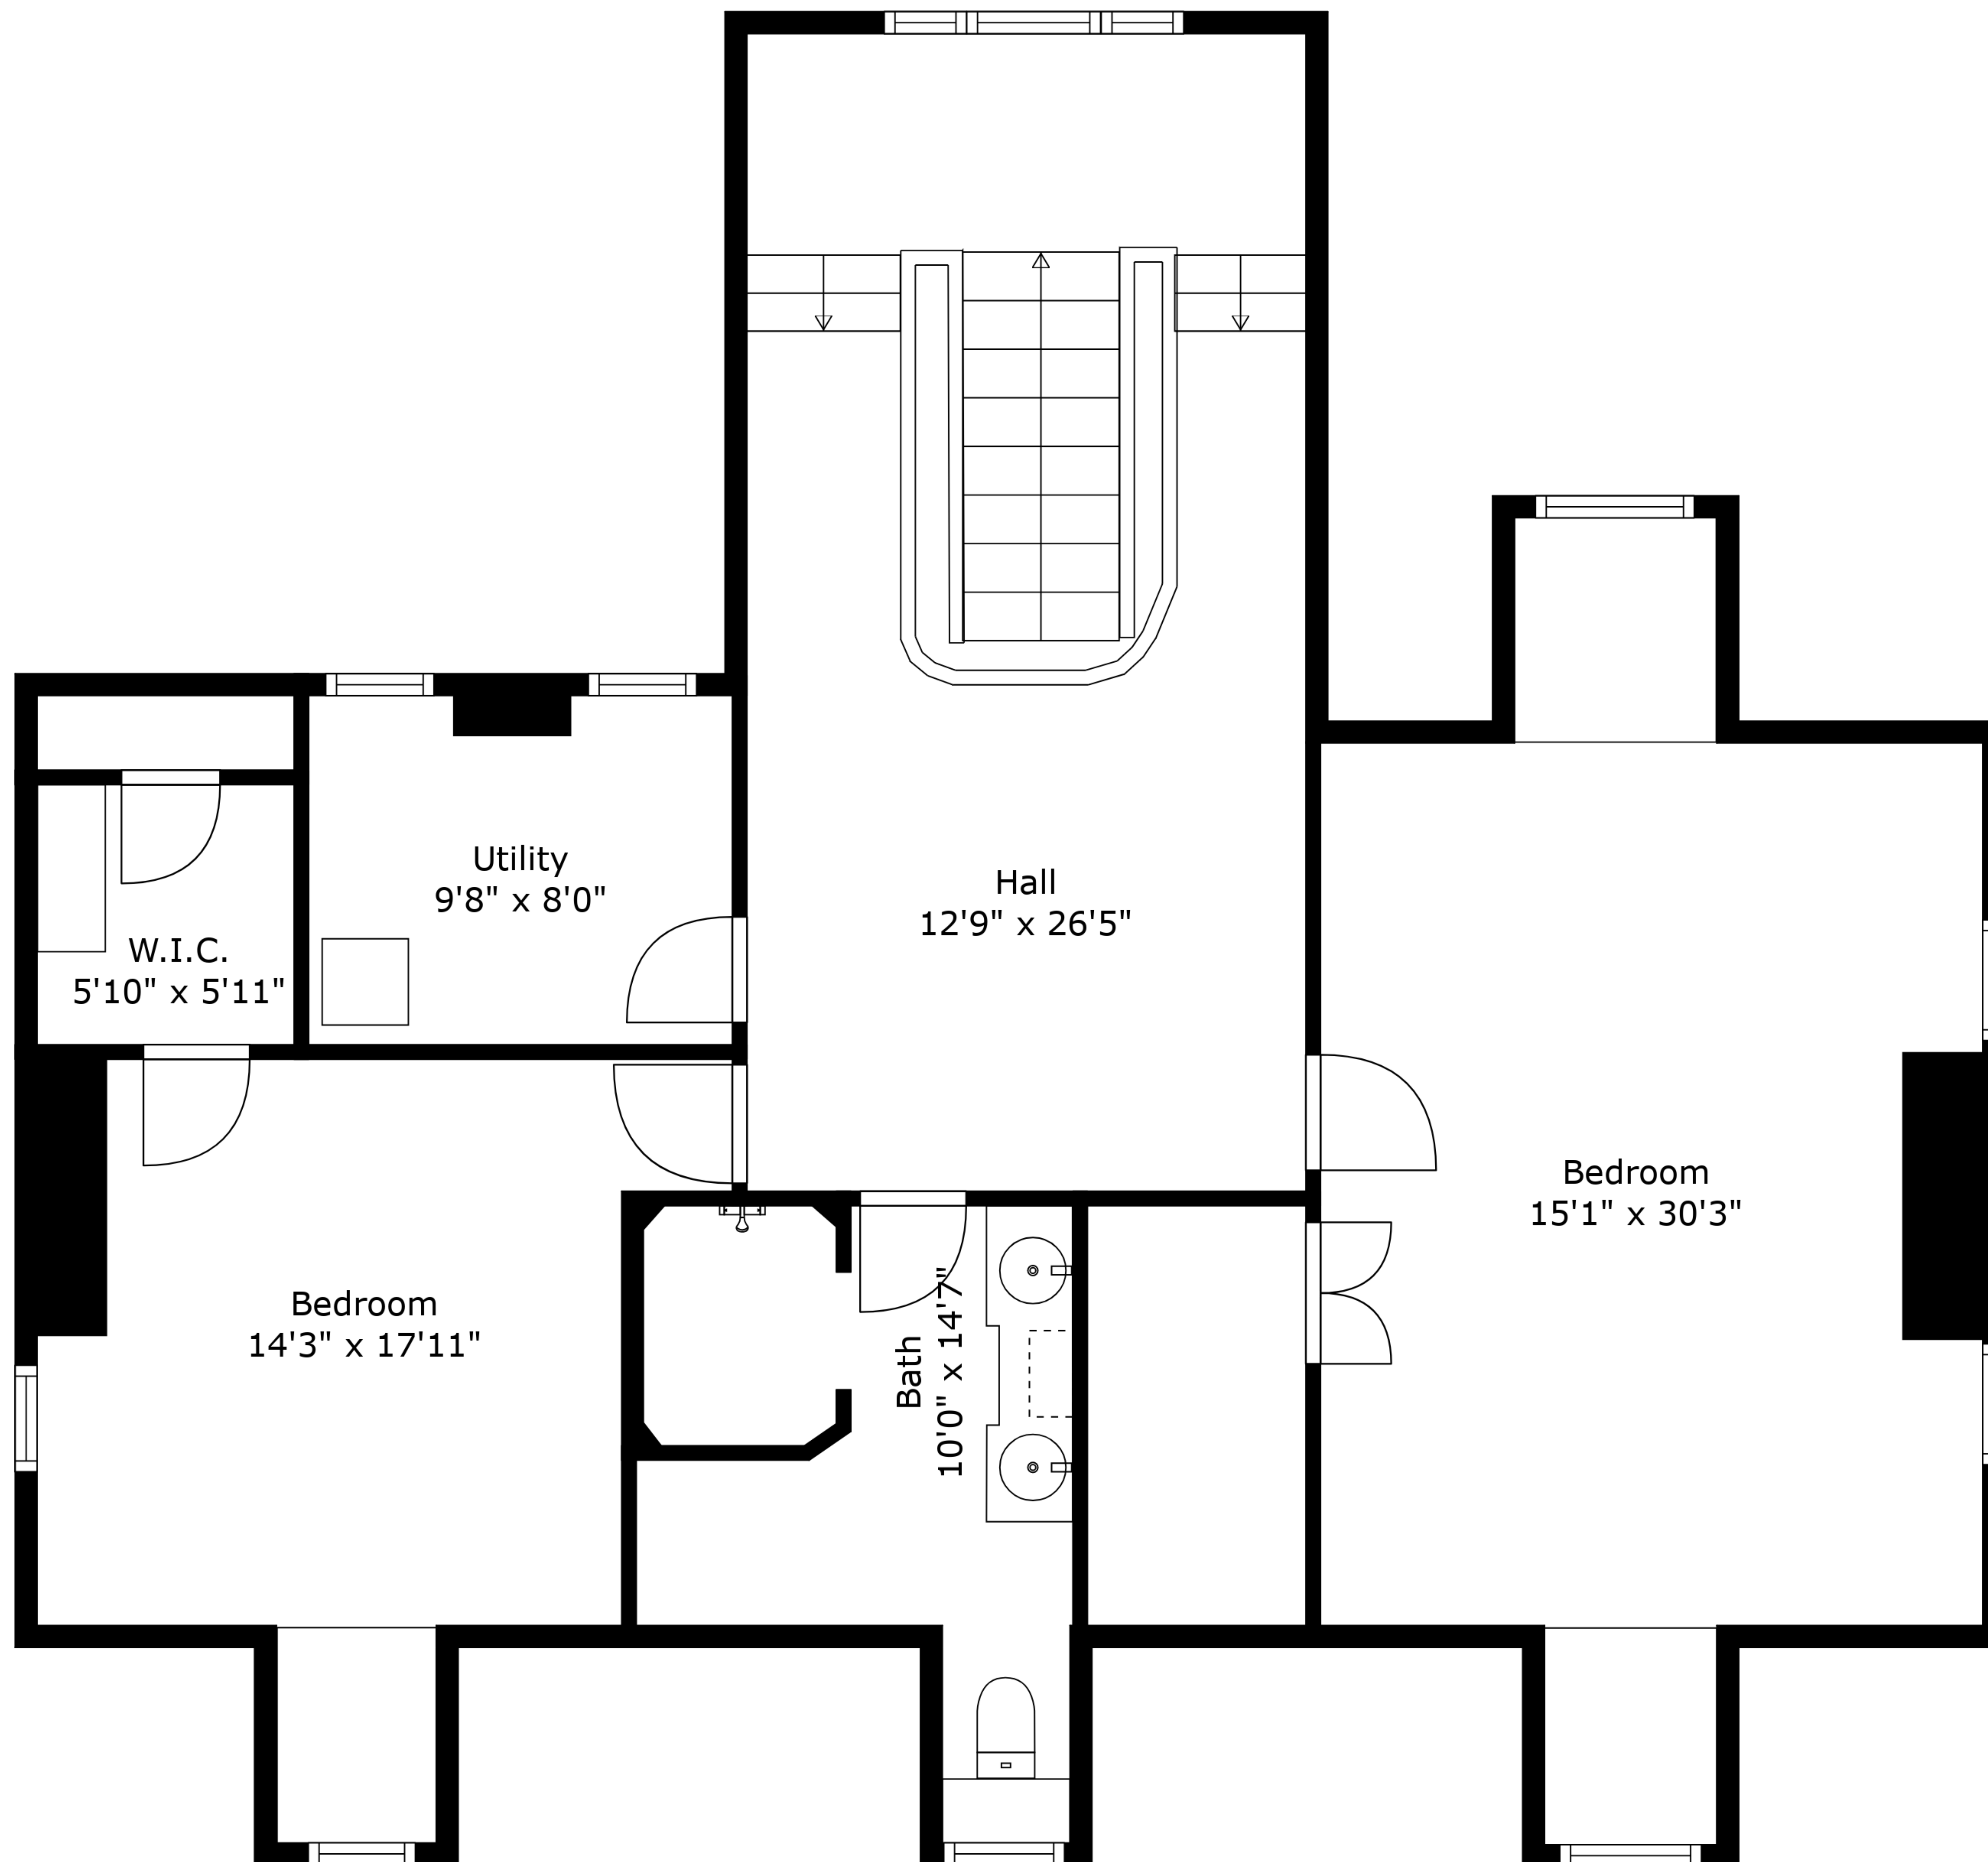 Utility
9'8" x 8'0"
Hall
12'9" x 26'5"
W.I.C.
5'10" x 5'11"
Bedroom
15'1" x 30'3"
Bedroom
14'3" x 17'11"
Bath
10'0" x 14'7"